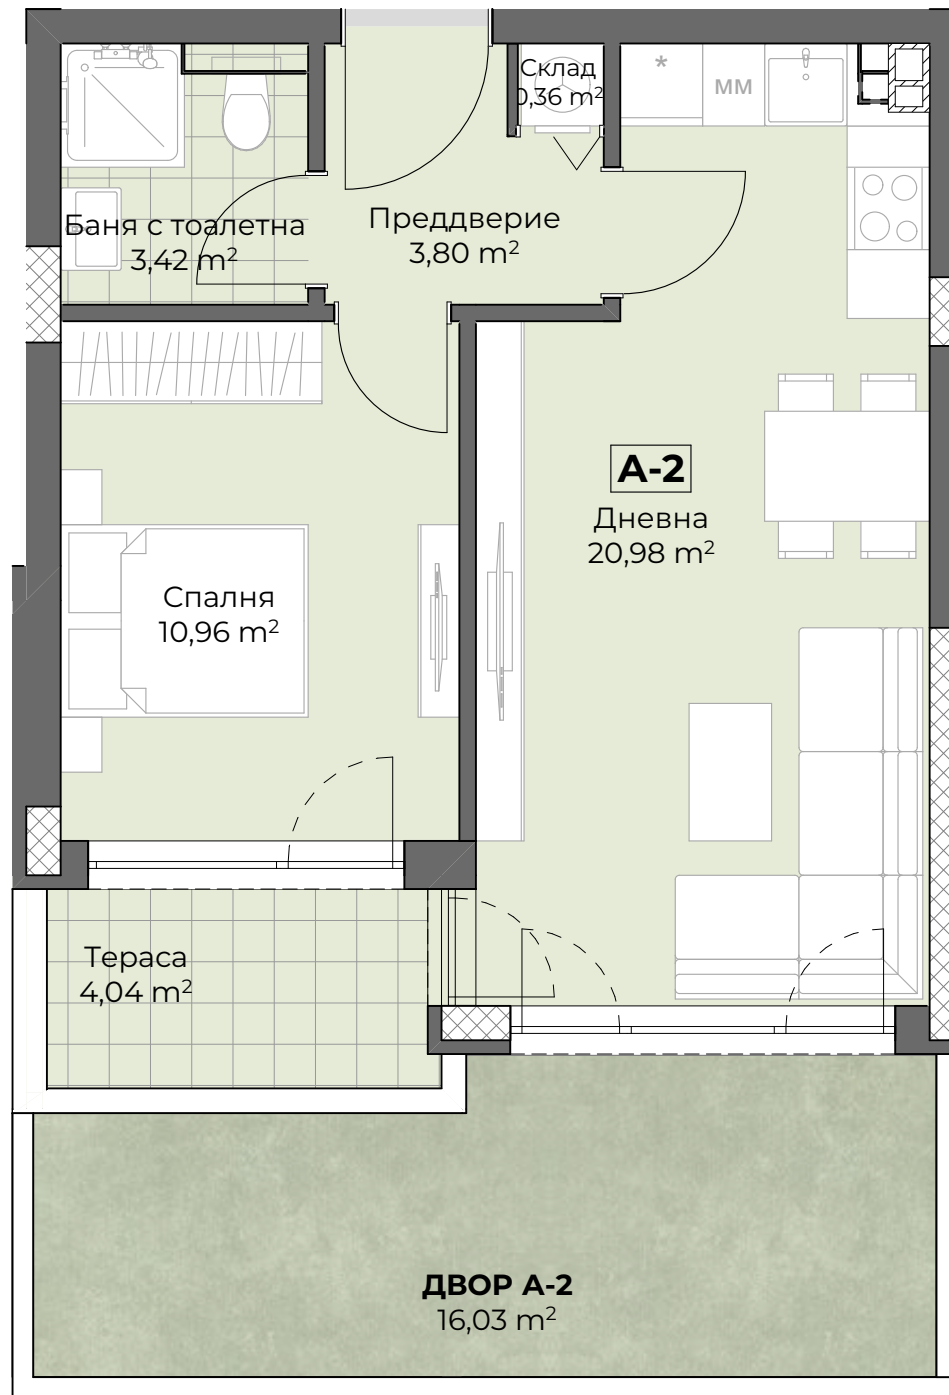 Склад
0,36 m²
*
мм
Баня с тоалетна
3,42 m²
Преддверие
3,80 m²
А-2
Дневна
20,98 m²
Спалня
10,96 m²
Тераса
4,04 m²
ДВОР А-2
16,03 m²